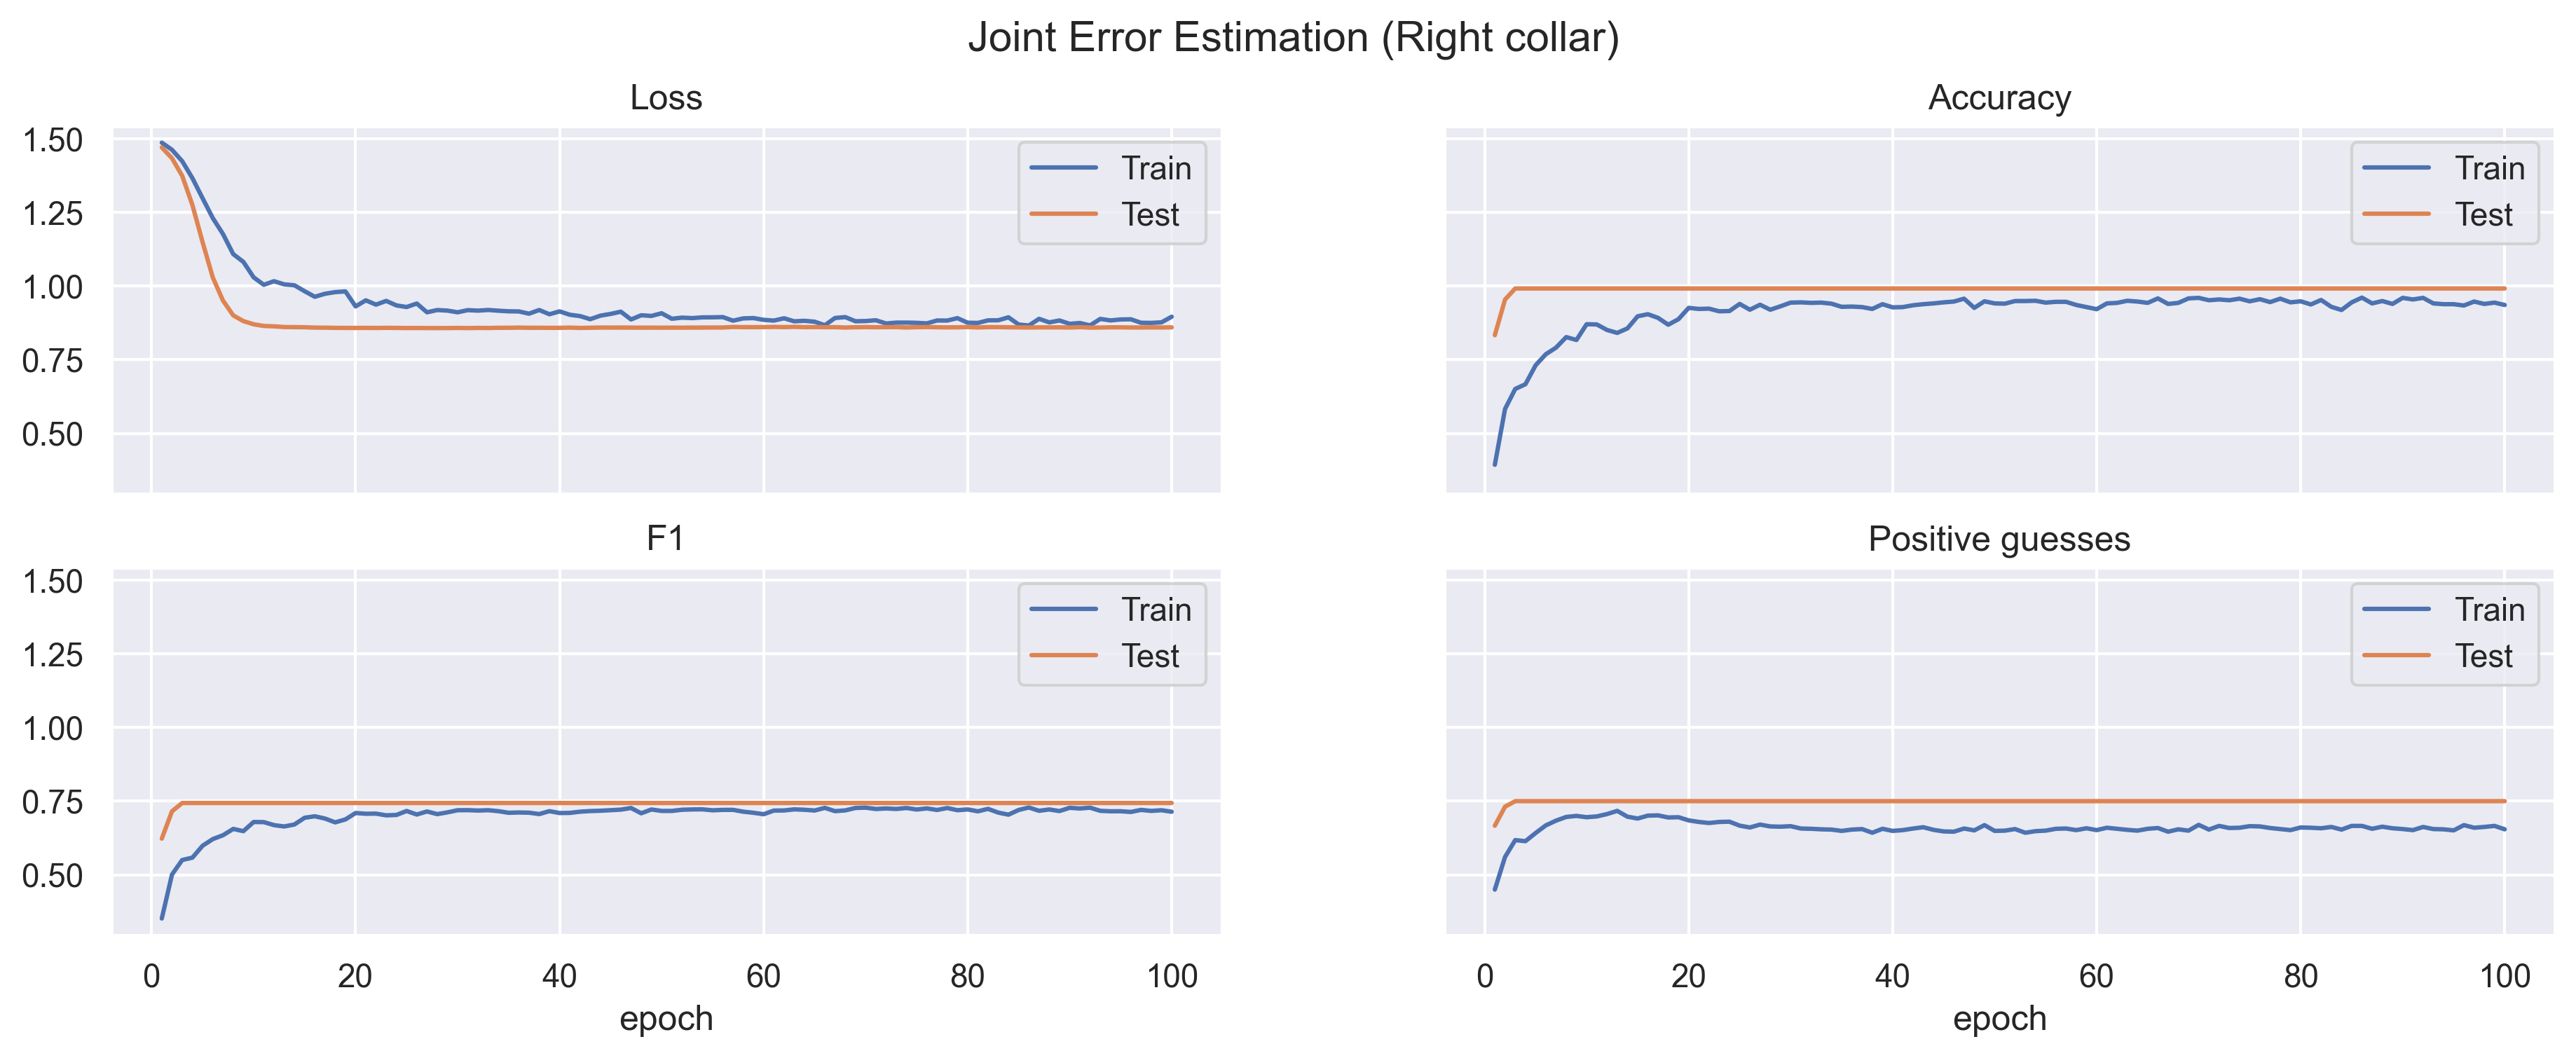 Joint Error Estimation (Right collar)
Loss
1.50
1.25
1.00
0.75
0.50
Train
Test
Accuracy
Train
Test
F1
1.50
1.25
1.00
0.75
0.50
0 20 40 60 80 100
epoch
Train
Test
Positive guesses
Train
Test
0 20 40 60 80 100
epoch